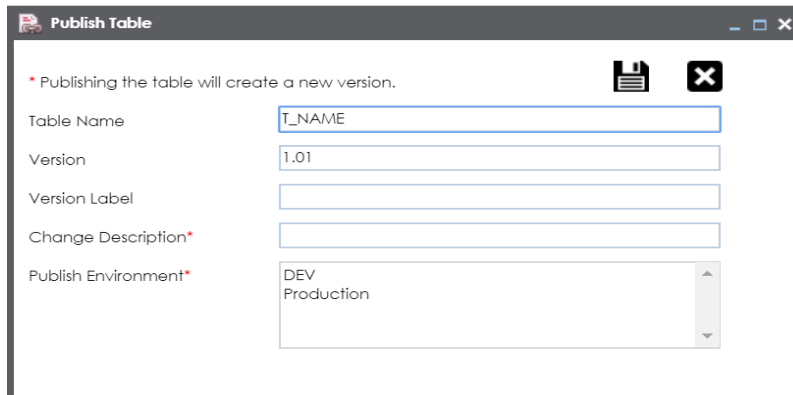 Publish Table
* Publishing the table will create a new version.
Table Name
T_NAME
Version
1.01
Version Label
Change Description*
Publish Environment*
DEV
Production